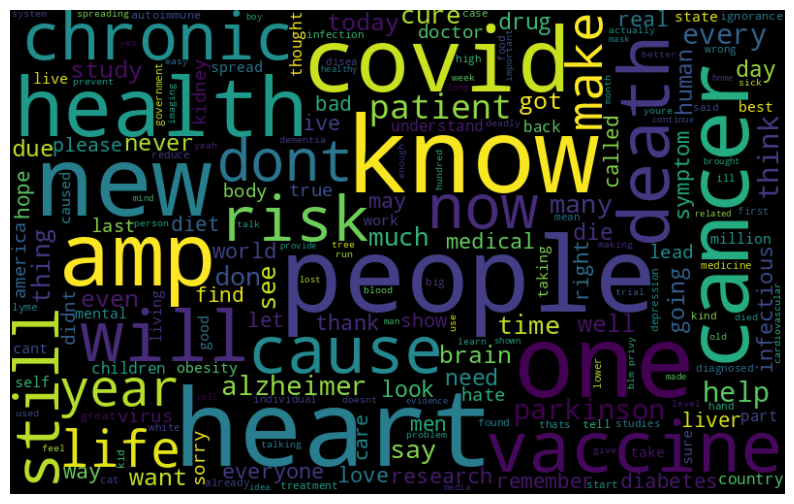 system
spreading
autoimmune
boy
case
chronic
yes
easy
infection
thought
cure
today
drug
doctor
real
state
ignorance
every
covid
make
actually
mask
better
wrong
food
important
disea
high
healthy
week
long
live
study
kidney
government
imaging
spread
bad
patient
got
called
human
day
best
youre
said
continue
home
sick
month
health
prevent
please
never
ive
understand
dementia
deadly
back
enough
hundred
due
yeah
reduce
death
think
cancer
symptom
new
dont
know
body
true
may
work
many
mean
die
brought
ill
related
first
hope
caused
mind
last
diet
person
talk
risk
now
much
medical
making
million
lead
america
thing
didnt
amp
world
don
find
see
provide
tree
run
people
taking
right
going
medicine
kind
died
infectious
cardiovascular
lyme
even
mental
cant
living
good
let
lost
blood
thank
man
big
show
use
time
trial
well
depression
learn
shown
old
diagnosed
still
will
cause
brain
one
children
obesity
self
year
alzheimer
look
need
hate
lower
blm privy
made
help
used
virus
great
cell
individual
doesnt
evidence
men
parkinson
level
hand
liver
part
feel
life
white
heart
care
problem
say
found
thats
tell
studies
vaccine
give
take
sure
way
kid
want
sorry
talking
everyone
cat
already
idea
treatment
love
media
research
remember
start
diabetes
country